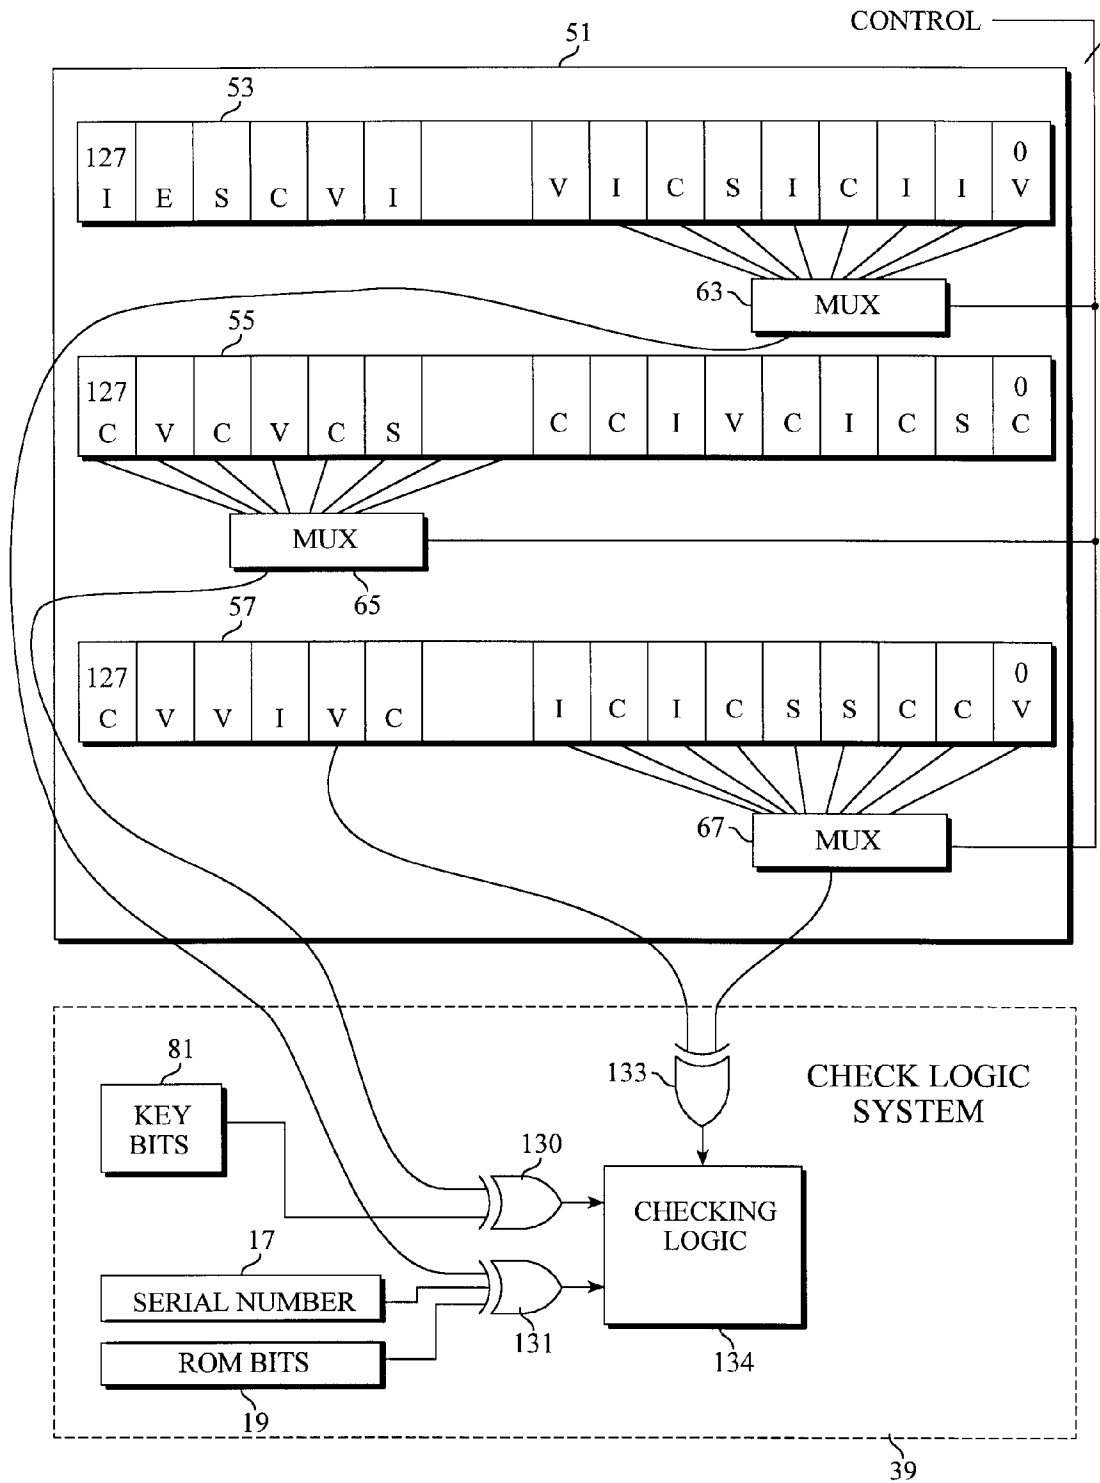 CONTROL
51
53
127 0
I E S C V I V I C S I C I I V
63
MUX
55
127 0
C V C V C S C C I V C I C S C
MUX
65
57
127 0
C V V I V C I C I C S S C C V
67
MUX
133
CHECK LOGIC
SYSTEM
81
KEY
BITS
130
CHECKING
LOGIC
17
SERIAL NUMBER
131
134
ROM BITS
19
39